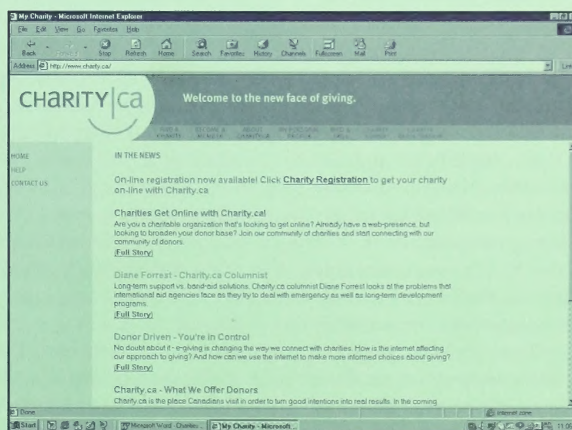 My Charity - Microsoft Internet Explorer
File Edit View Go Favorites Help
Back Stop Refresh Home Search Favorites History Channels Fullscreen Mail Print
Address http://www.charity.ca/
CHARITY|ca
Welcome to the new face of giving.
HOME
HELP
CONTACT US
IN THE NEWS
On-line registration now available! Click Charity Registration to get your charity
on-line with Charity.ca
Charities Get Online with Charity.ca!
Are you a charitable organization that's looking to get online? Already have a web-presence, but
looking to broaden your donor base? Join our community of charities and start connecting with our
community of donors.
[Full Story]
Diane Forrest - Charity.ca Columnist
Long-term support vs. band-aid solutions. Charity.ca columnist Diane Forrest looks at the problems that
international aid agencies face as they try to deal with emergency as well as long-term development
programs.
[Full Story]
Donor Driven - You're in Control
No doubt about it - e-giving is changing the way we connect with charities. How is the internet affecting
our approach to giving? And how can we use the internet to make more informed choices about giving?
[Full Story]
Charity.ca - What We Offer Donors
Charity.ca is the place Canadians visit in order to turn good intentions into real results. In the coming
Done
Internet zone
Start
Microsoft Word - Charities...
My Charity - Microsoft...